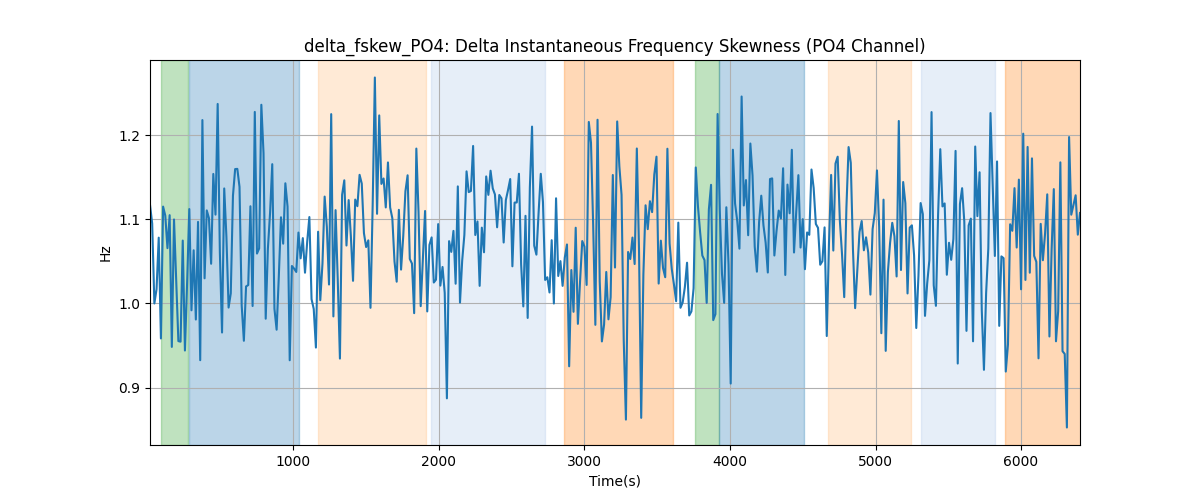 delta_fskew_PO4: Delta Instantaneous Frequency Skewness (PO4 Channel)
1.2
1.1
1.0
0.9
Hz
1000 2000 3000 4000 5000 6000
Time(s)